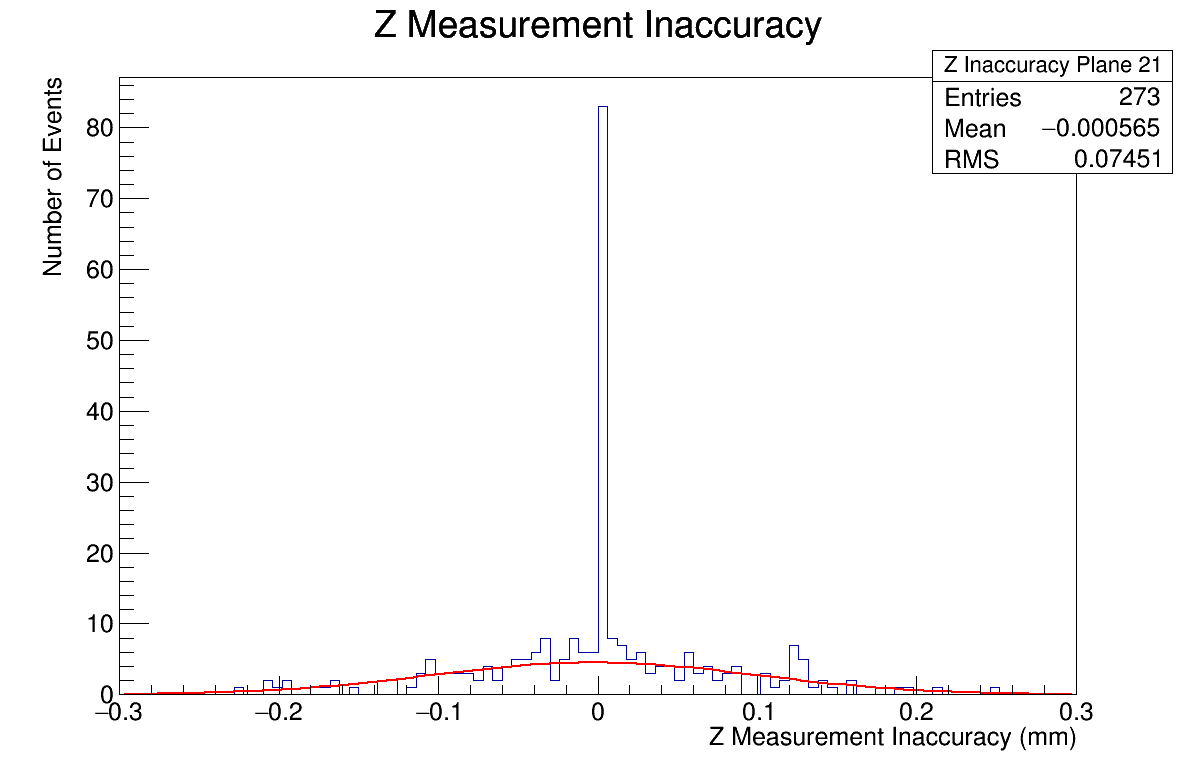 Z Measurement Inaccuracy
Z Inaccuracy Plane 21
Entries 273
Mean −0.000565
RMS 0.07451
Number of Events
80
70
60
50
40
30
20
10
0
−0.3 −0.2 −0.1 0 0.1 0.2 0.3
Z Measurement Inaccuracy (mm)